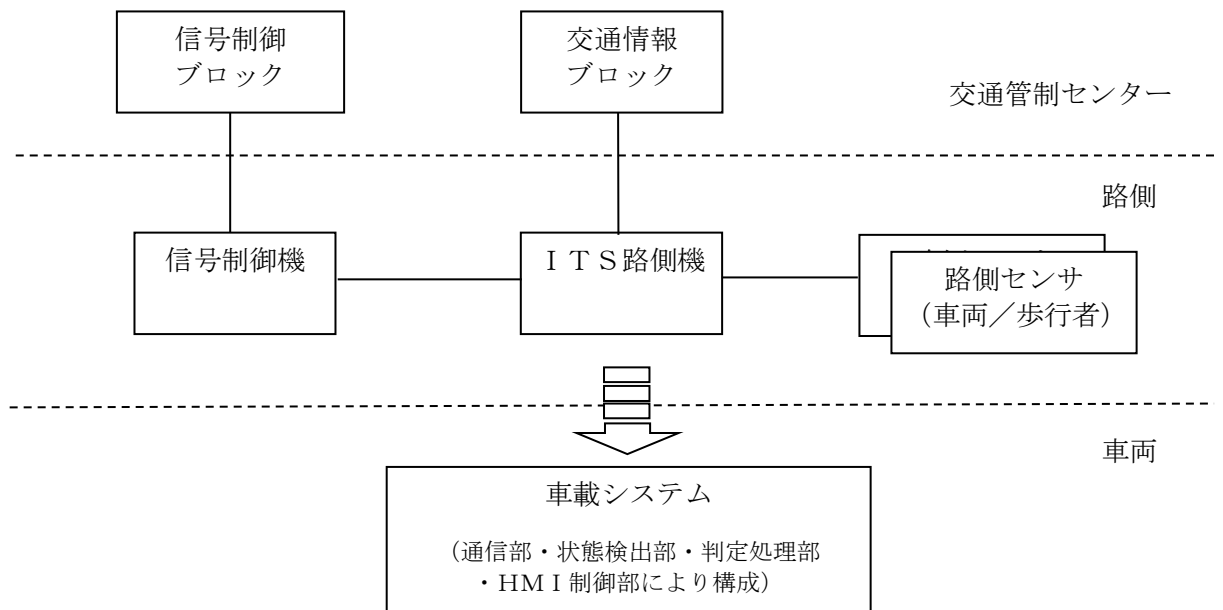 信号制御
ブロック
交通情報
ブロック
交通管制センター
路側
信号制御機
ＩＴＳ路側機
路側センサ
（車両／歩行者）
車両
車載システム
（通信部・状態検出部・判定処理部
・ＨＭＩ制御部により構成）